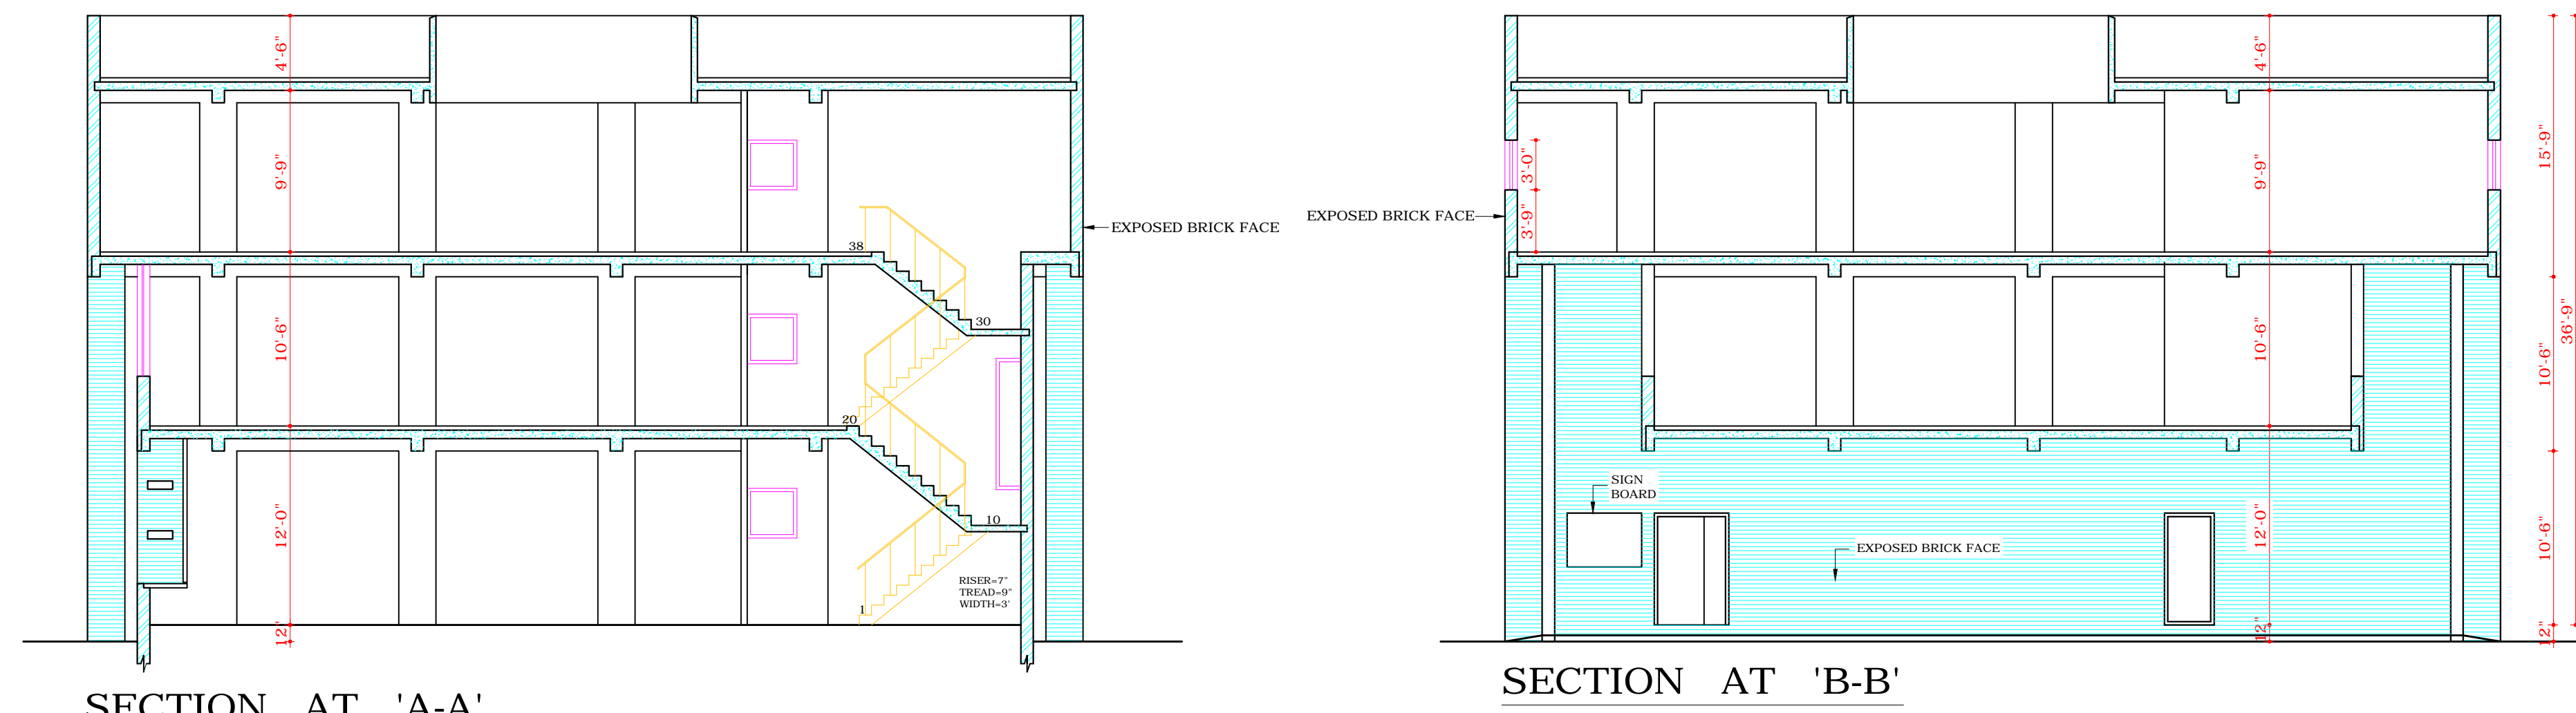 4'-6"
9'-9"
10'-6"
12'-0"
12"
38
30
20
10
1
RISER=7"
TREAD=9"
WIDTH=3'
EXPOSED BRICK FACE
SECTION AT 'A-A'
EXPOSED BRICK FACE
3'-0"
3'-9"
4'-6"
9'-9"
10'-6"
12'-0"
12"
SIGN
BOARD
EXPOSED BRICK FACE
15'-9"
10'-6"
10'-6"
12"
36'-9"
SECTION AT 'B-B'